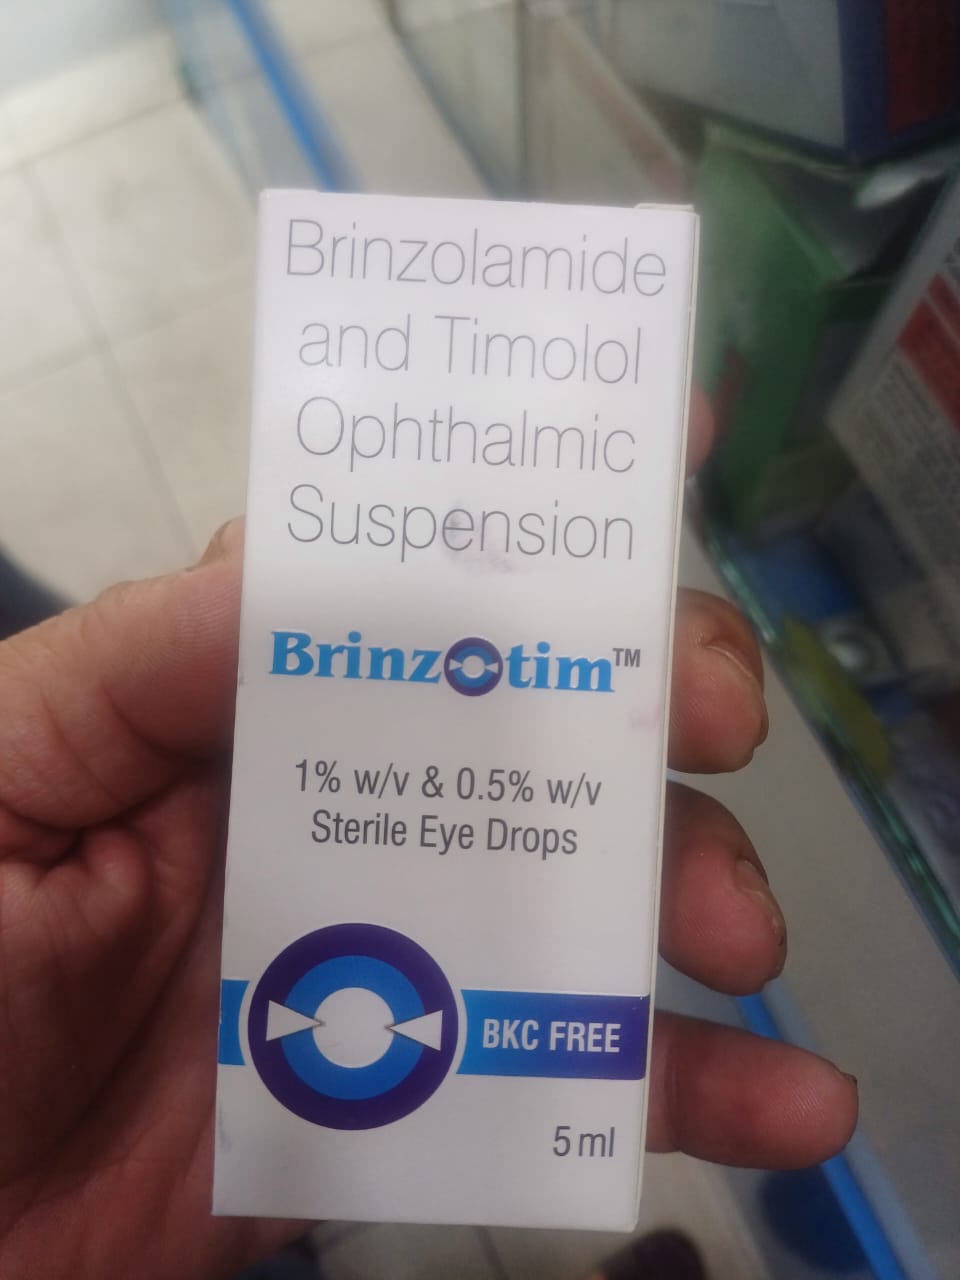 Brinzolamide
and Timolol
Ophthalmic
Suspension
Brinzotim™
1% w/v & 0.5% w/v
Sterile Eye Drops
BKC FREE
5 ml